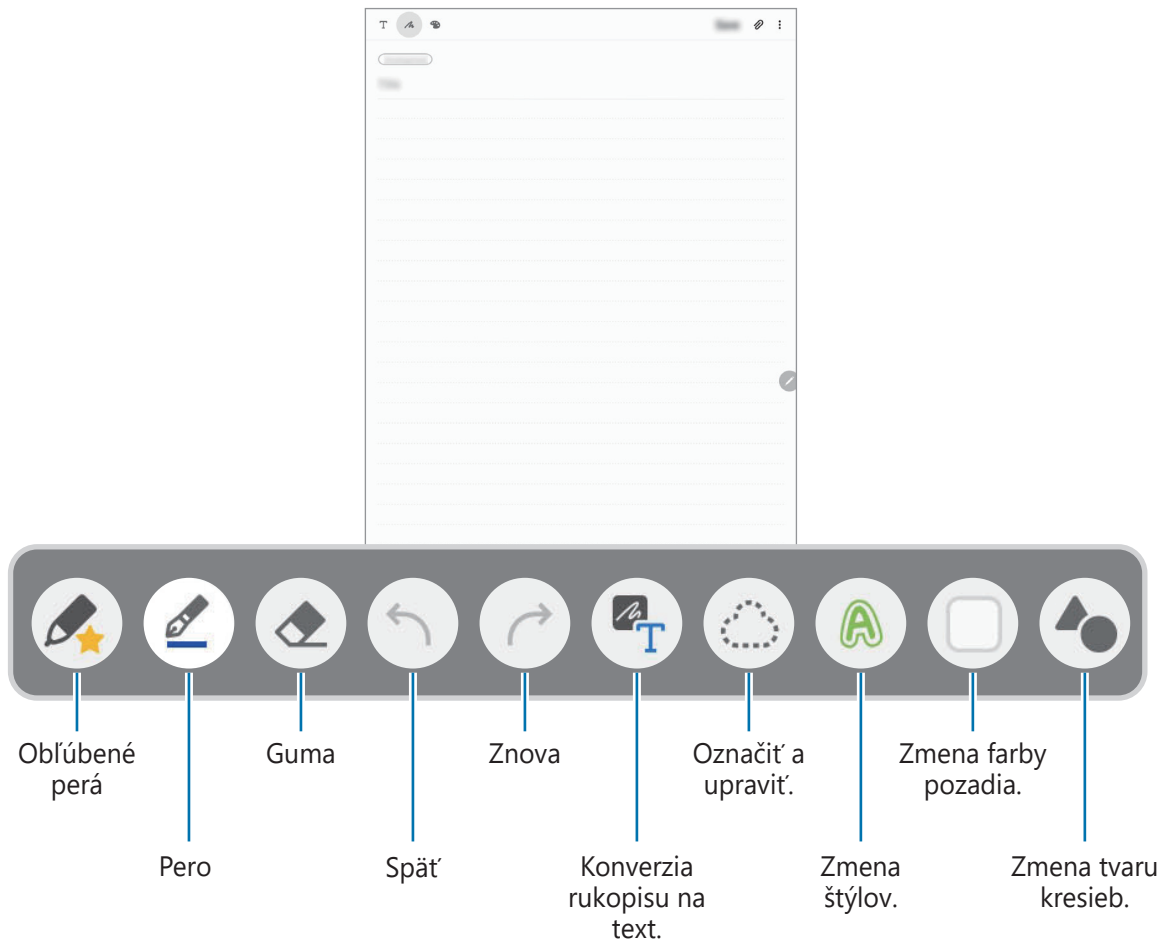 T
Obľúbené
perá
Guma
Znova
Označiť a
upraviť.
Zmena farby
pozadia.
Pero
Späť
Konverzia
rukopisu na
text.
Zmena
štýlov.
Zmena tvaru
kresieb.